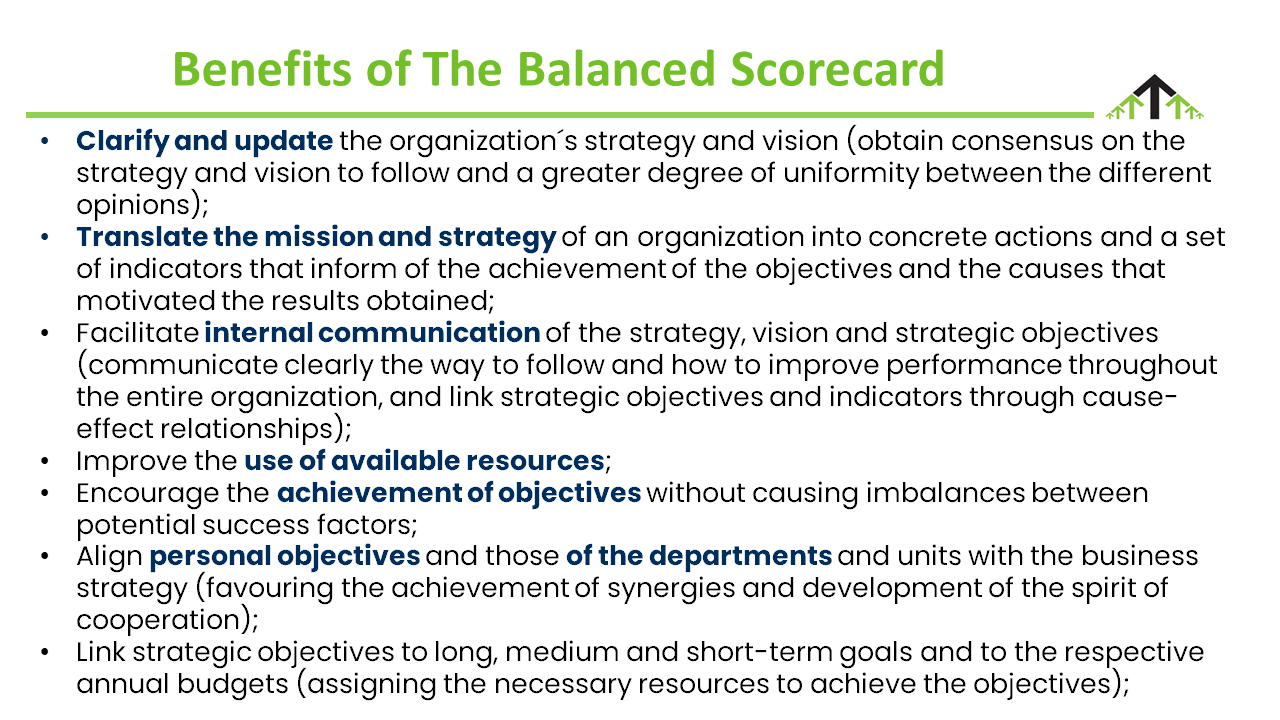 Benefits of The Balanced Scorecard
• Clarify and update the organization´s strategy and vision (obtain consensus on the
strategy and vision to follow and a greater degree of uniformity between the different
opinions);
• Translate the mission and strategy of an organization into concrete actions and a set
of indicators that inform of the achievement of the objectives and the causes that
motivated the results obtained;
• Facilitate internal communication of the strategy, vision and strategic objectives
(communicate clearly the way to follow and how to improve performance throughout
the entire organization, and link strategic objectives and indicators through cause-
effect relationships);
• Improve the use of available resources;
• Encourage the achievement of objectives without causing imbalances between
potential success factors;
• Align personal objectives and those of the departments and units with the business
strategy (favouring the achievement of synergies and development of the spirit of
cooperation);
• Link strategic objectives to long, medium and short-term goals and to the respective
annual budgets (assigning the necessary resources to achieve the objectives);